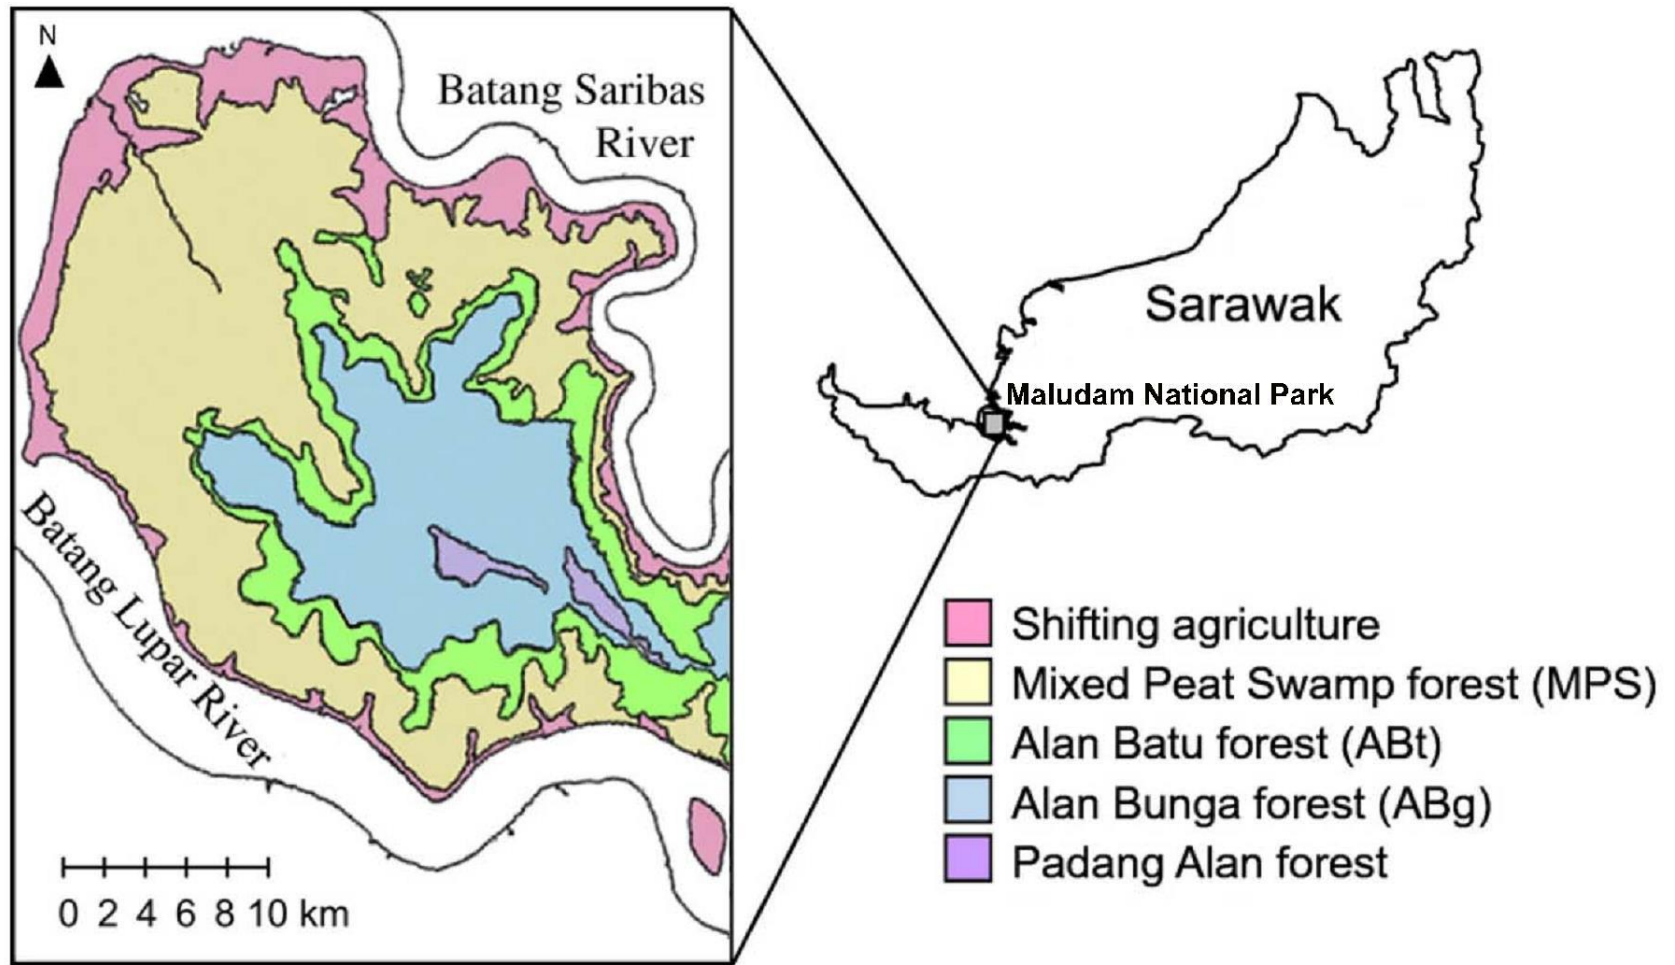 N
Batang Saribas
River
Batang Lupar River
0 2 4 6 8 10 km
Sarawak
Maludam National Park
Shifting agriculture
Mixed Peat Swamp forest (MPS)
Alan Batu forest (ABt)
Alan Bunga forest (ABg)
Padang Alan forest